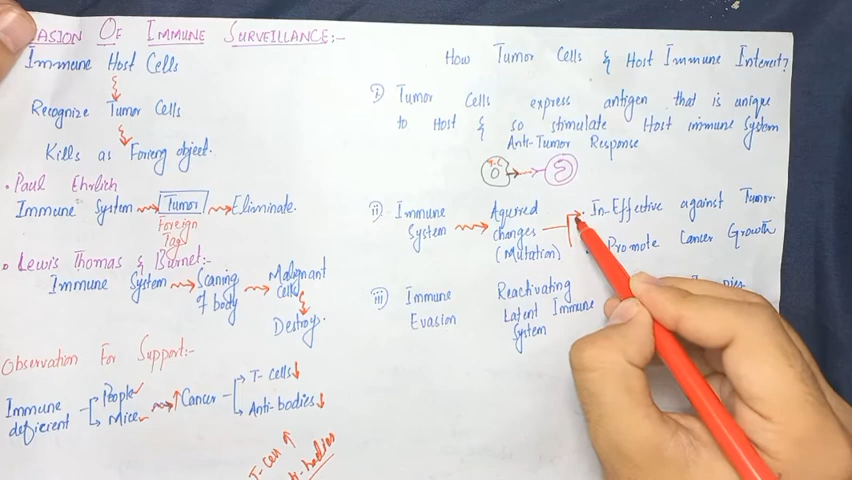 ASION OF IMMUNE SURVEILLANCE:-
Immune Host Cells
Recognize Tumor Cells
Kills as Forieng object.
• Paul Ehrlich
Immune System Tumor Eliminate.
Foreign
Tag
• Lewis Thomas & Burnet:-
Immune System Scaning of body Malignant Cells
Destroy.
Observation For Support:-
Immune deficient People Mice ↑Cancer T-cells↓ Anti-bodies↓
T-cell ↑
How Tumor Cells & Host Immune Interest?
i) Tumor Cells express antigen that is unique
to Host & so stimulate Host immune System
Anti-Tumor Response
T.C
ii) Immune System Aqurred changes (Mutation) • In-Effective against Tumor
• Promote Cancer Growth
iii) Immune Evasion Reactivating Latent Immune System